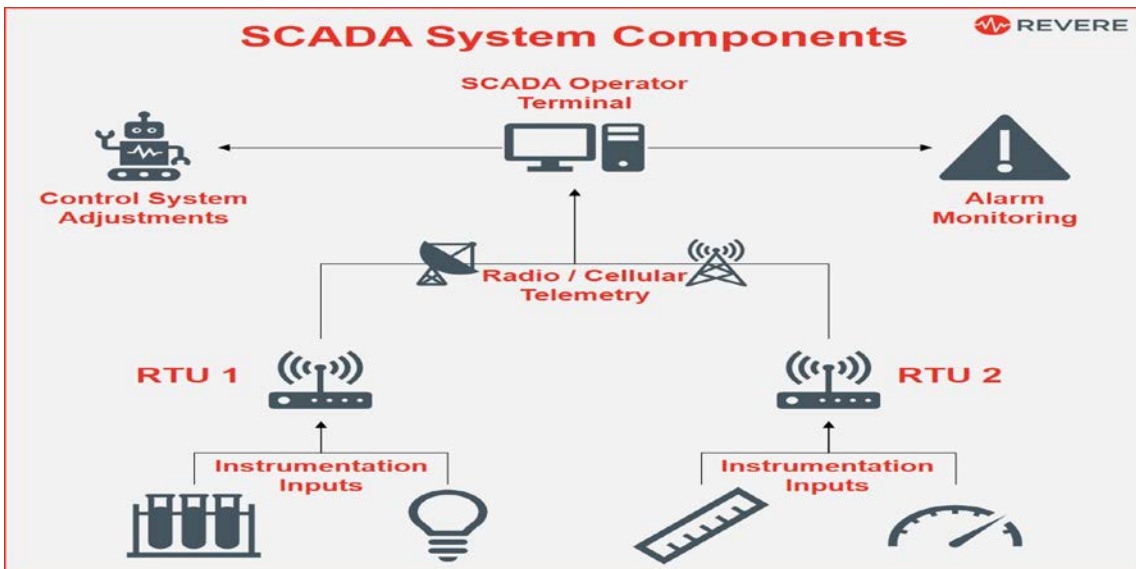 SCADA System Components
REVERE
SCADA Operator
Terminal
Control System
Adjustments
Alarm
Monitoring
Radio / Cellular
Telemetry
RTU 1
RTU 2
Instrumentation
Inputs
Instrumentation
Inputs